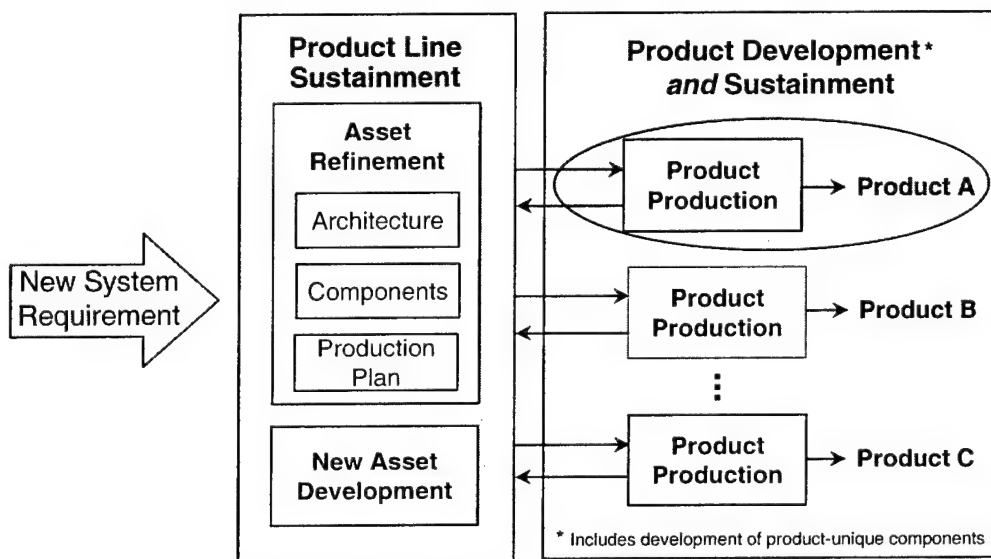 New System
Requirement
Product Line
Sustainment
Asset
Refinement
Architecture
Components
Production
Plan
New Asset
Development
Product Development*
and Sustainment
Product
Production
Product A
Product
Production
Product B
Product
Production
Product C
* Includes development of product-unique components